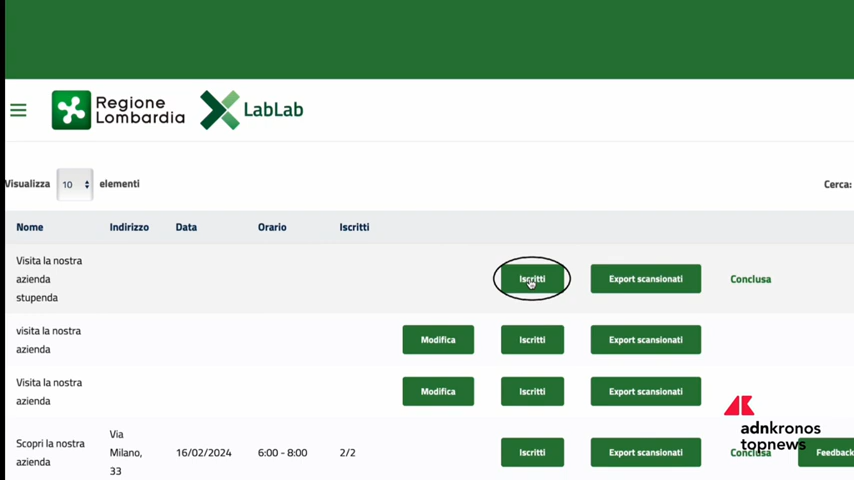 Regione
Lombardia
LabLab
Visualizza 10 elementi Cerca:
Nome Indirizzo Data Orario Iscritti
Visita la nostra
azienda
stupenda
Iscritti Export scansionati Conclusa
visita la nostra
azienda
Modifica Iscritti Export scansionati
Visita la nostra
azienda
Modifica Iscritti Export scansionati
Scopri la nostra
azienda
Via
Milano,
33
16/02/2024 6:00 - 8:00 2/2 Iscritti Export scansionati Conclusa Feedback
adnkronos
topnews